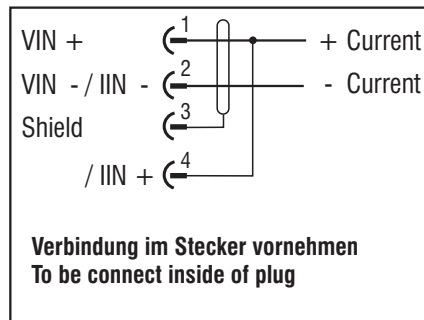 VIN + 1 + Current
VIN - / IIN - 2 - Current
Shield 3
/ IIN + 4
Verbindung im Stecker vornehmen
To be connect inside of plug